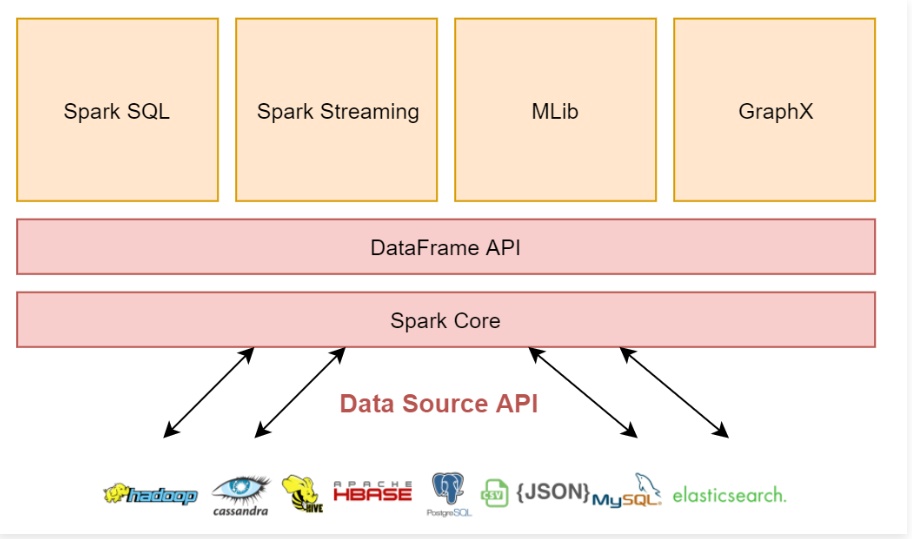 Spark SQL
Spark Streaming
MLib
GraphX
DataFrame API
Spark Core
Data Source API
hadoop
cassandra
HIVE
APACHE
HBASE
PostgreSQL
CSV
{JSON}
MySQL®
elasticsearch.